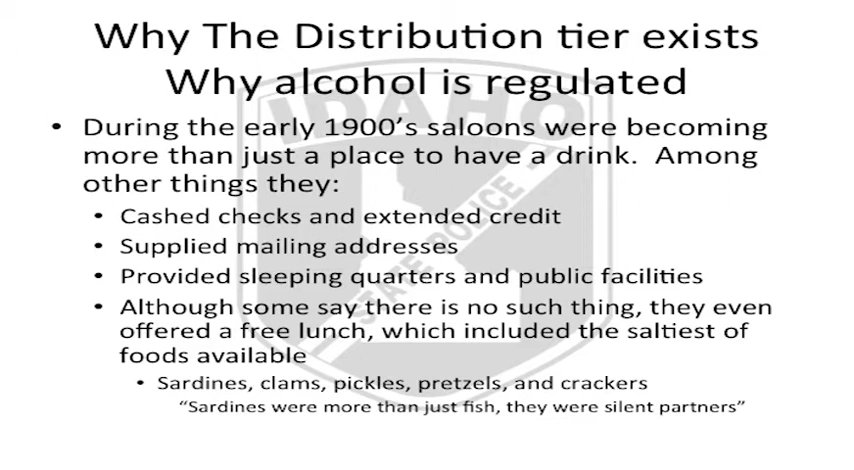 Why The Distribution tier exists
Why alcohol is regulated
• During the early 1900's saloons were becoming
more than just a place to have a drink.  Among
other things they:
• Cashed checks and extended credit
• Supplied mailing addresses
• Provided sleeping quarters and public facilities
• Although some say there is no such thing, they even
offered a free lunch, which included the saltiest of
foods available
• Sardines, clams, pickles, pretzels, and crackers
“Sardines were more than just fish, they were silent partners”
IDAHO
STATE POLICE